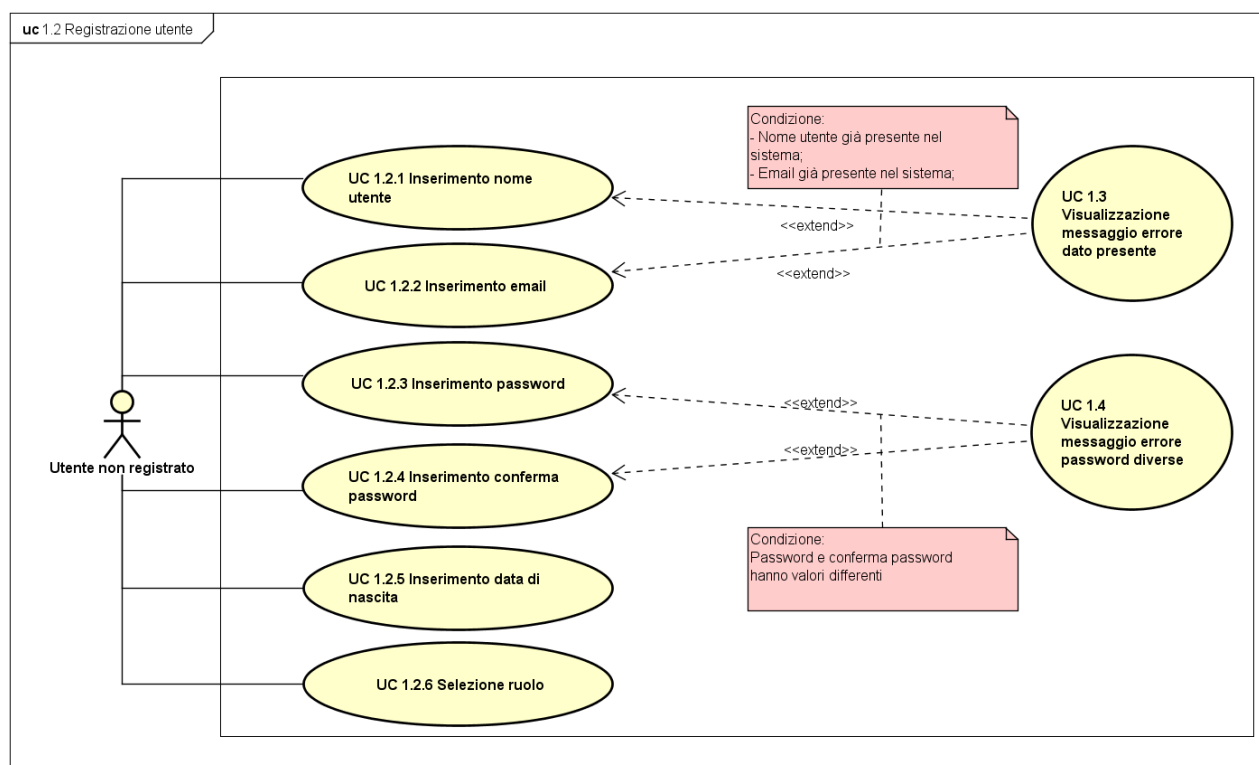 uc 1.2 Registrazione utente
Condizione:
- Nome utente già presente nel
sistema;
- Email già presente nel sistema;
UC 1.2.1 Inserimento nome
utente
UC 1.3
Visualizzazione
messaggio errore
dato presente
<<extend>>
<<extend>>
UC 1.2.2 Inserimento email
UC 1.2.3 Inserimento password
<<extend>>
<<extend>>
UC 1.4
Visualizzazione
messaggio errore
password diverse
Utente non registrato
UC 1.2.4 Inserimento conferma
password
Condizione:
Password e conferma password
hanno valori differenti
UC 1.2.5 Inserimento data di
nascita
UC 1.2.6 Selezione ruolo